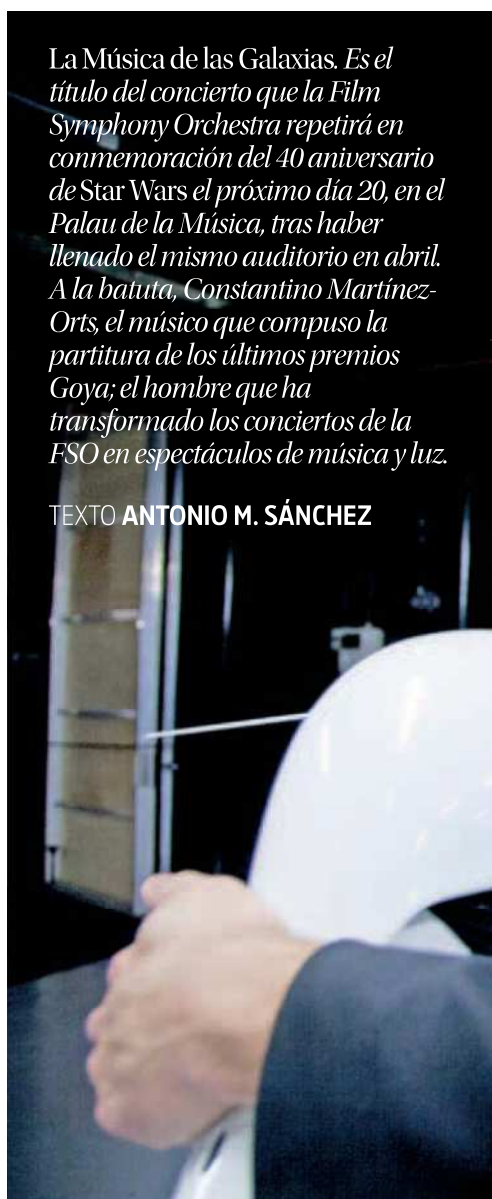 La Música de las Galaxias. Es el
título del concierto que la Film
Symphony Orchestra repetirá en
conmemoración del 40 aniversario
de Star Wars el próximo día 20, en el
Palau de la Música, tras haber
llenado el mismo auditorio en abril.
A la batuta, Constantino Martínez-
Orts, el músico que compuso la
partitura de los últimos premios
Goya; el hombre que ha
transformado los conciertos de la
FSO en espectáculos de música y luz.
TEXTO ANTONIO M. SÁNCHEZ